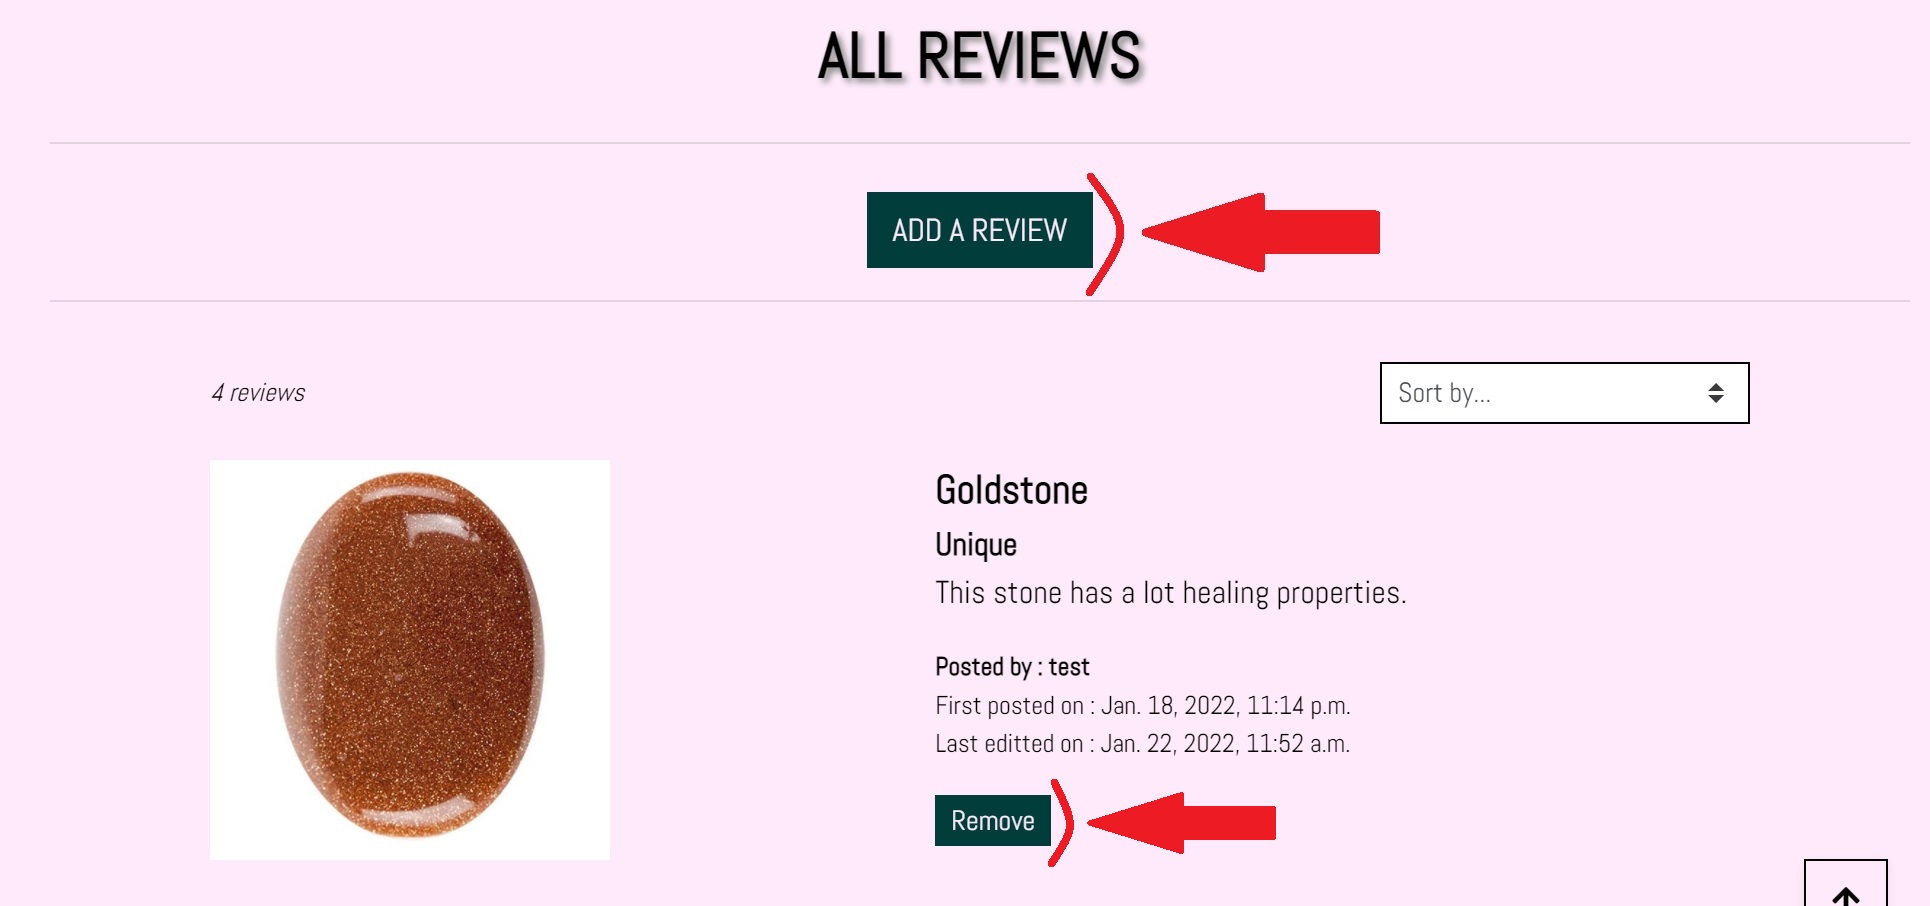 ALL REVIEWS
ADD A REVIEW
4 reviews
Sort by...
Goldstone
Unique
This stone has a lot healing properties.
Posted by : test
First posted on : Jan. 18, 2022, 11:14 p.m.
Last editted on : Jan. 22, 2022, 11:52 a.m.
Remove